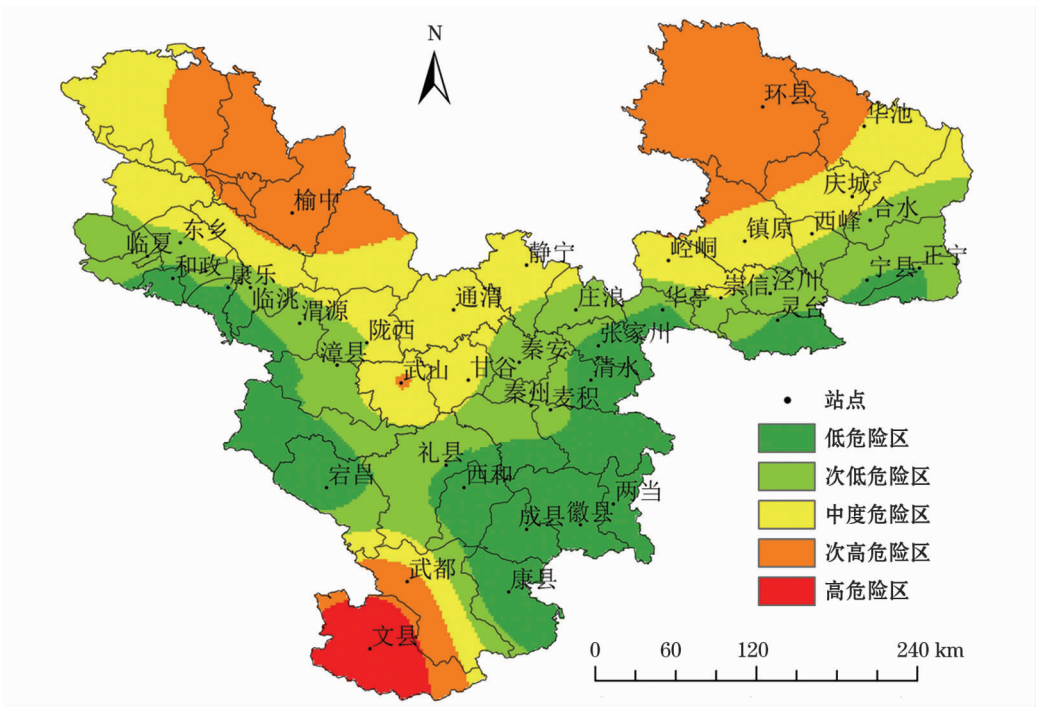 N
环县
华池
榆中
庆城
合水
东乡
临夏
镇原
西峰
崆峒
静宁
正宁
宁县
和政
康乐
临洮
通渭
庄浪
华亭
崇信
泾川
灵台
渭源
陇西
漳县
张家川
武山
甘谷
秦安
清水
秦州
麦积
站点
低危险区
礼县
西和
宕昌
次低危险区
两当
成县
徽县
中度危险区
武都
康县
次高危险区
高危险区
文县
0 60 120 240 km